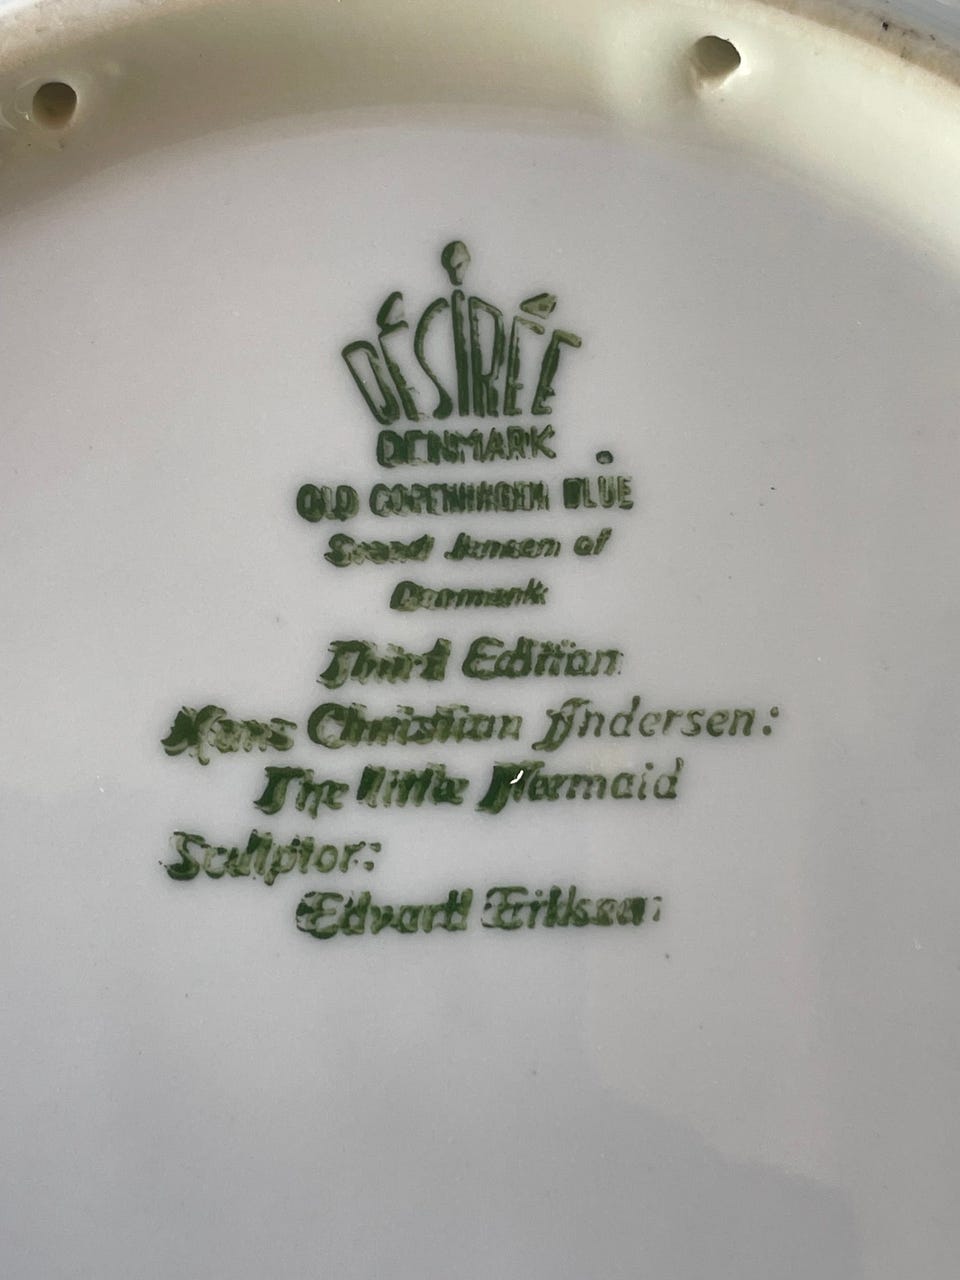 DÉSIRÉE
DENMARK
OLD COPENHAGEN BLUE
Svend Jensen of
Denmark
Third Edition
Hans Christian Andersen:
The little Mermaid
Sculptor:
Edvard Eriksen